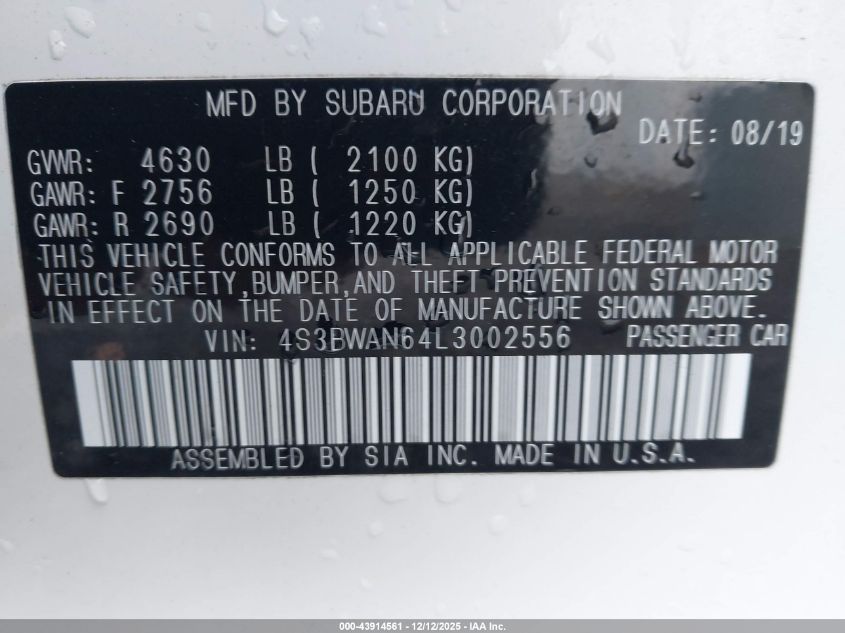 MFD BY SUBARU CORPORATION
DATE: 08/19
GVWR: 4630 LB ( 2100 KG)
GAWR: F 2756 LB ( 1250 KG)
GAWR: R 2690 LB ( 1220 KG)
THIS VEHICLE CONFORMS TO ALL APPLICABLE FEDERAL MOTOR
VEHICLE SAFETY, BUMPER, AND THEFT PREVENTION STANDARDS
IN EFFECT ON THE DATE OF MANUFACTURE SHOWN ABOVE.
VIN: 4S3BWAN64L3002556 PASSENGER CAR
ASSEMBLED BY SIA INC. MADE IN U.S.A.
000-43914561 - 12/12/2025 - IAA Inc.